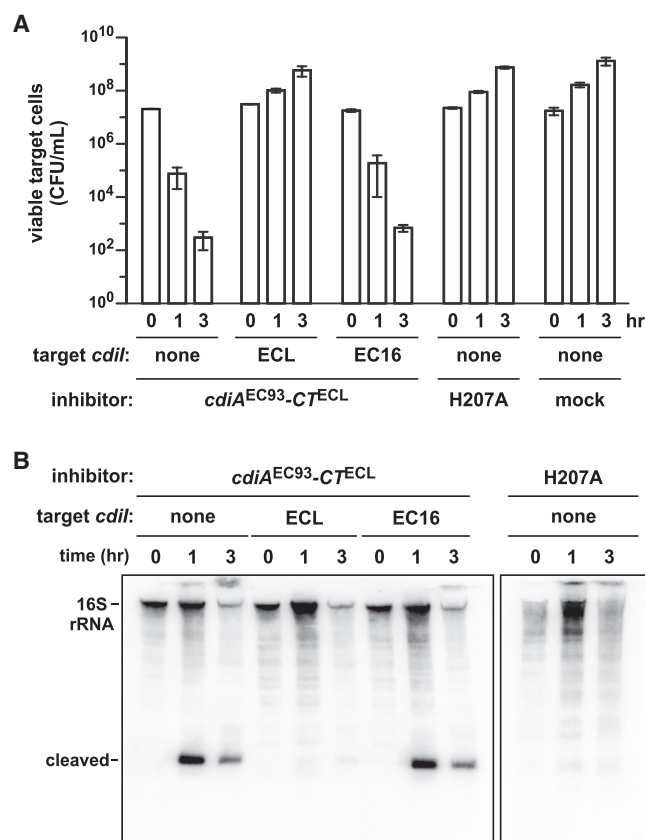 A
10^10
10^8
10^6
10^4
10^2
10^0
viable target cells
(CFU/mL)
0 1 3 0 1 3 0 1 3 0 1 3 0 1 3 hr
target cdiI: none ECL EC16 none none
inhibitor: cdiA^EC93-CT^ECL H207A mock
B
inhibitor: cdiA^EC93-CT^ECL H207A
target cdiI: none ECL EC16 none
time (hr) 0 1 3 0 1 3 0 1 3 0 1 3
16S
rRNA
cleaved